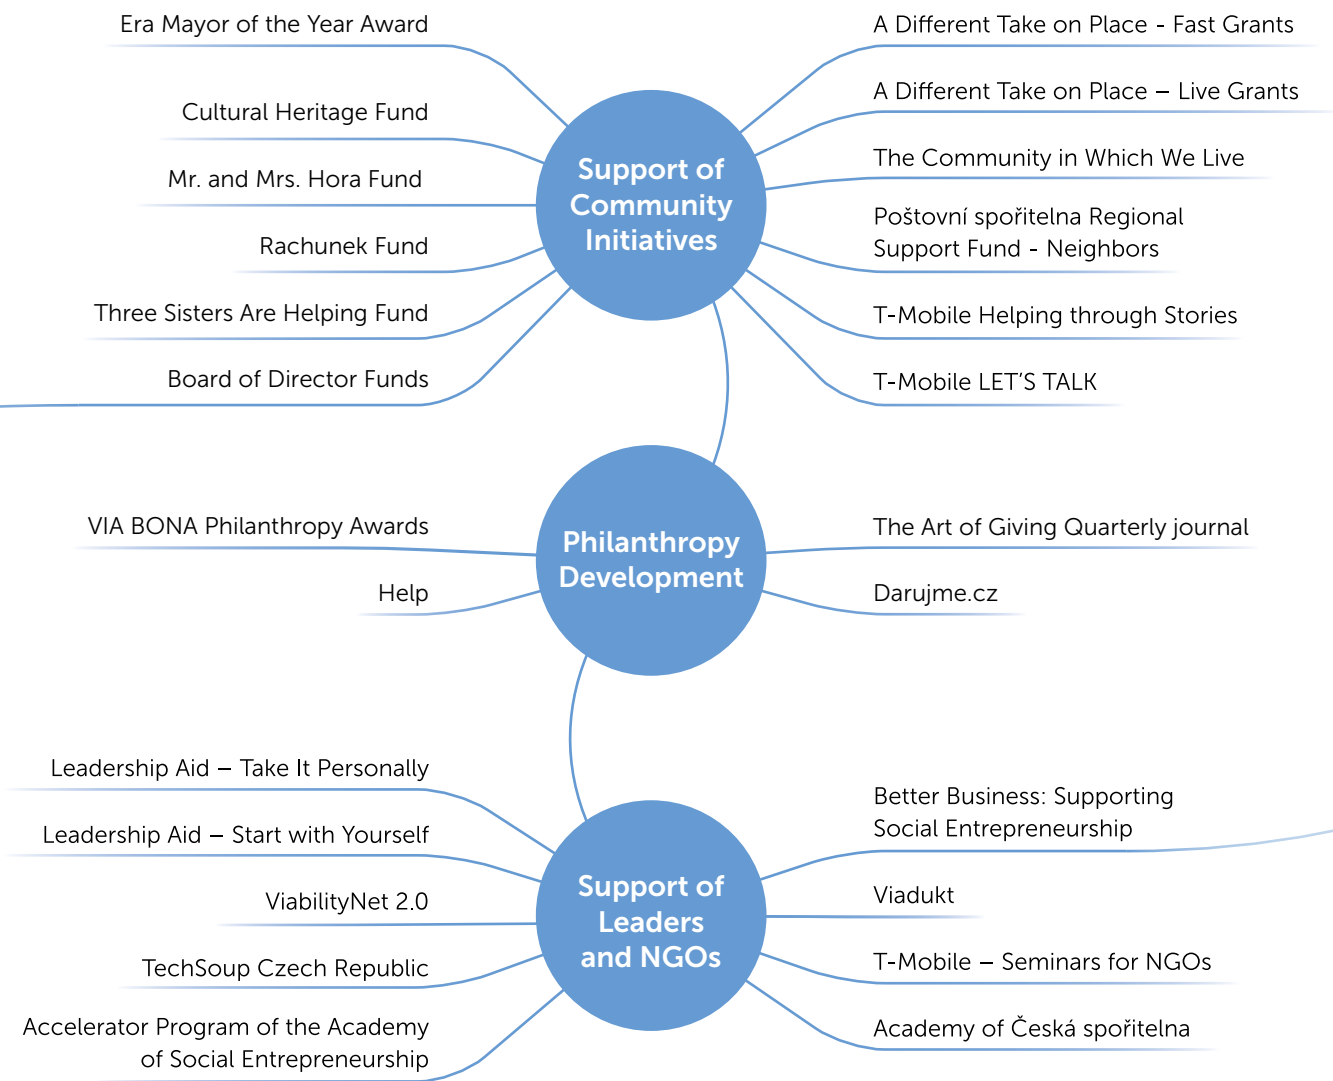 Era Mayor of the Year Award
Cultural Heritage Fund
Mr. and Mrs. Hora Fund
Rachunek Fund
Three Sisters Are Helping Fund
Board of Director Funds
Support of
Community
Initiatives
A Different Take on Place - Fast Grants
A Different Take on Place – Live Grants
The Community in Which We Live
Poštovní spořitelna Regional
Support Fund - Neighbors
T-Mobile Helping through Stories
T-Mobile LET'S TALK
VIA BONA Philanthropy Awards
Help
Philanthropy
Development
The Art of Giving Quarterly journal
Darujme.cz
Leadership Aid – Take It Personally
Leadership Aid – Start with Yourself
ViabilityNet 2.0
TechSoup Czech Republic
Accelerator Program of the Academy
of Social Entrepreneurship
Support of
Leaders
and NGOs
Better Business: Supporting
Social Entrepreneurship
Viadukt
T-Mobile – Seminars for NGOs
Academy of Česká spořitelna